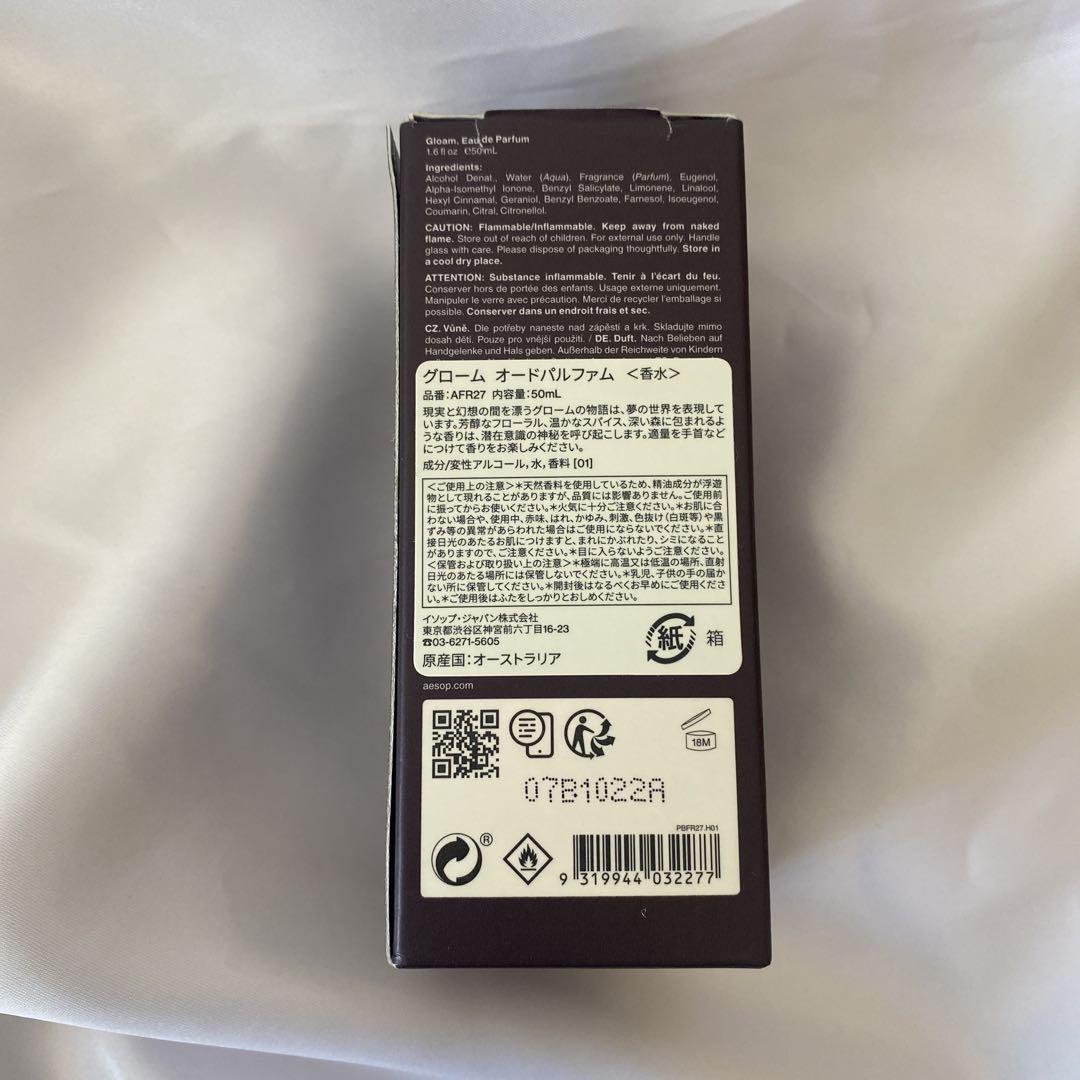 Gloam, Eau de Parfum
1.6 fl oz ℮50 mL
Ingredients:
Alcohol Denat., Water (Aqua), Fragrance (Parfum), Eugenol,
Alpha-Isomethyl Ionone, Benzyl Salicylate, Limonene, Linalool,
Hexyl Cinnamal, Geraniol, Benzyl Benzoate, Farnesol, Isoeugenol,
Coumarin, Citral, Citronellol.
CAUTION: Flammable/Inflammable. Keep away from naked
flame. Store out of reach of children. For external use only. Handle
glass with care. Please dispose of packaging thoughtfully. Store in
a cool dry place.
ATTENTION: Substance inflammable. Tenir à l'écart du feu.
Conserver hors de portée des enfants. Usage externe uniquement.
Manipuler le verre avec précaution. Merci de recycler l'emballage si
possible. Conserver dans un endroit frais et sec.
CZ. Vůně. Dle potřeby naneste nad zápěstí a krk. Skladujte mimo
dosah dětí. Pouze pro vnější použití. / DE. Duft. Nach Belieben auf
Handgelenke und Hals geben. Außerhalb der Reichweite von Kindern
グローム オードパルファム <香水>
品番:AFR27 内容量:50mL
現実と幻想の間を漂うグロームの物語は、夢の世界を表現して
います。芳醇なフローラル、温かなスパイス、深い森に包まれるよ
うな香りは、潜在意識の神秘を呼び起こします。適量を手首など
につけて香りをお楽しみください。
成分/変性アルコール,水,香料 [01]
<ご使用上の注意>*天然香料を使用しているため、精油成分が浮遊
物として現れることがありますが、品質には影響ありません。ご使用前
に振ってからお使いください。*火気に十分ご注意ください。*お肌に合
わない場合や、使用中、赤味、はれ、かゆみ、刺激、色抜け(白斑等)や黒
ずみ等の異常があらわれた場合はご使用にならないでください。*直
接日光のあたるお肌につけますと、まれにかぶれたり、シミになること
がありますので、ご注意ください。*目に入らないようご注意ください。
<保管および取り扱い上の注意>*極端に高温又は低温の場所、直射
日光のあたる場所には保管しないでください。*乳児、子供の手の届か
ない所に保管してください。*開封後はなるべくお早めにご使用くださ
い。*ご使用後はふたをしっかりとおしめください。
イソップ・ジャパン株式会社
東京都渋谷区神宮前六丁目16-23
☎03-6271-5605
原産国:オーストラリア
紙 箱
aesop.com
18M
07B1022A
PBFR27.H01
®
9 319944 032277